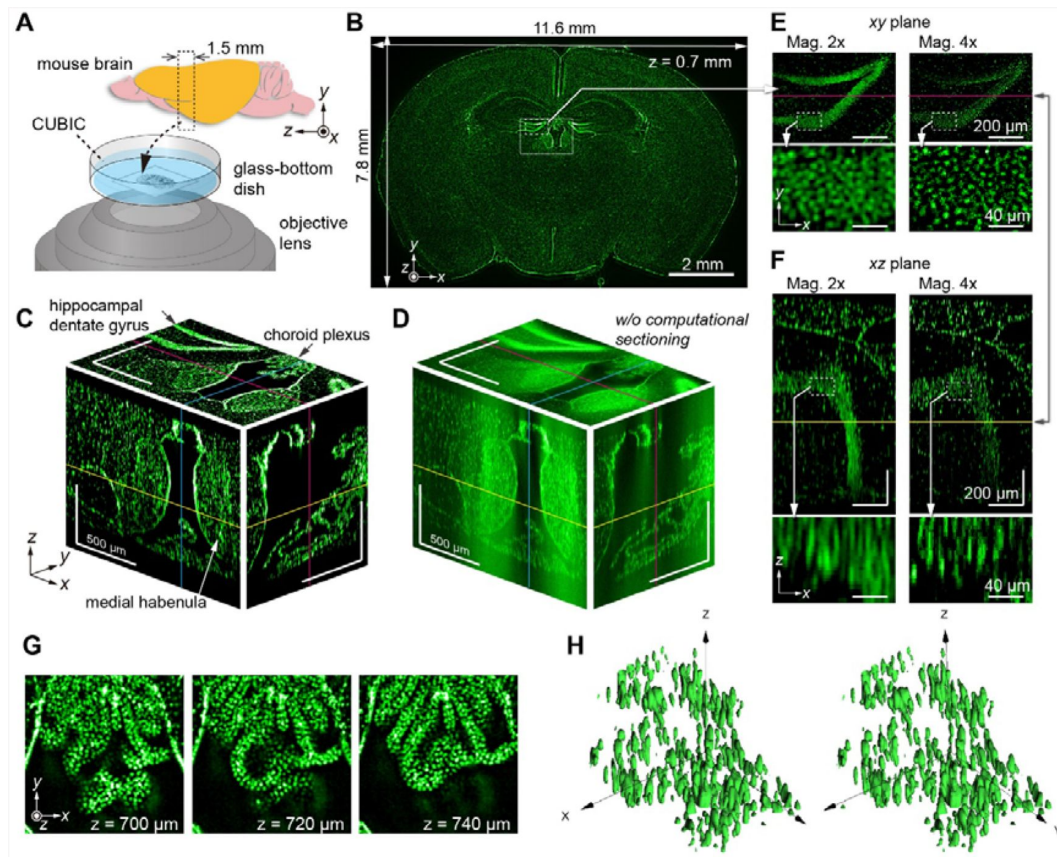 A
1.5 mm
mouse brain
y
z
x
CUBIC
glass-bottom
dish
objective
lens
B
11.6 mm
z = 0.7 mm
7.8 mm
y
z
x
2 mm
E
xy plane
Mag. 2x
Mag. 4x
200 µm
y
x
40 µm
F
xz plane
Mag. 2x
Mag. 4x
200 µm
z
x
40 µm
C
hippocampal
dentate gyrus
choroid plexus
500 µm
z
y
x
medial habenula
D
w/o computational
sectioning
500 µm
G
y
z
x
z = 700 µm
z = 720 µm
z = 740 µm
H
z
x
z